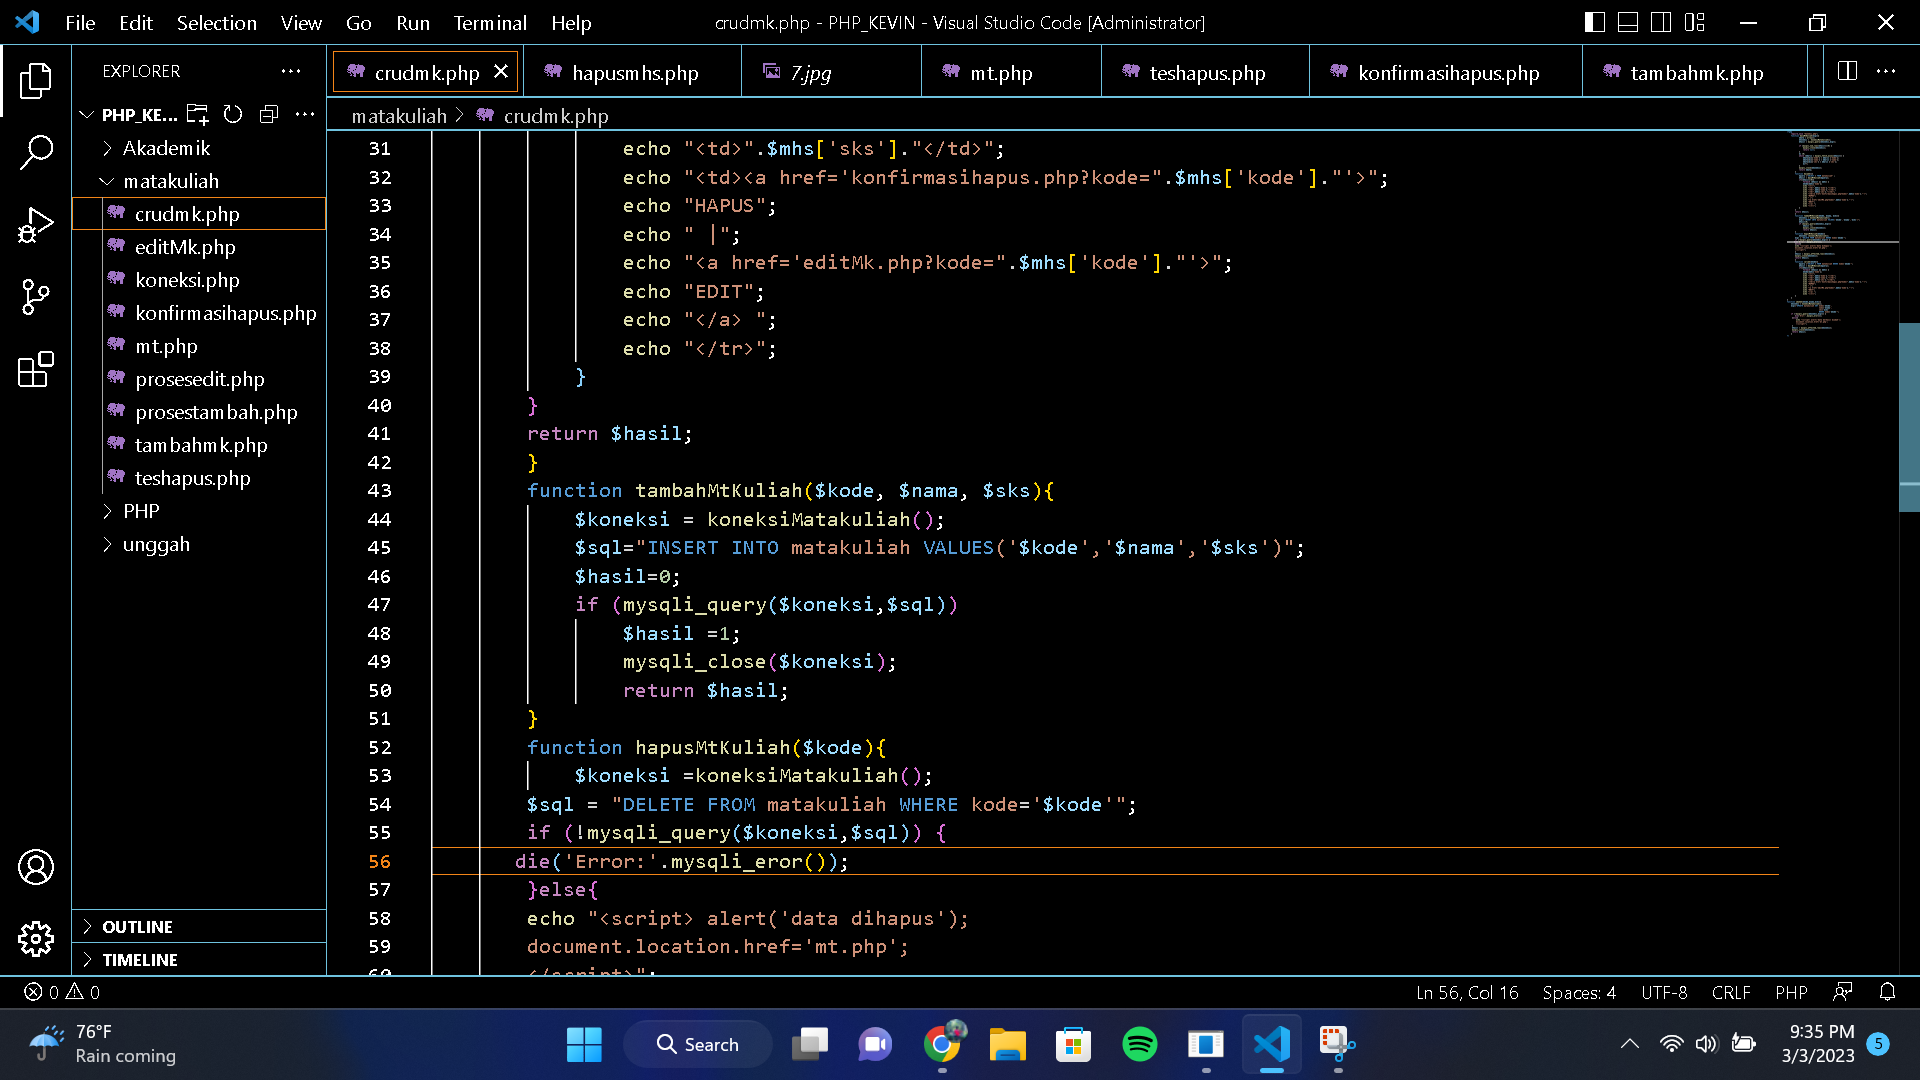 File Edit Selection View Go Run Terminal Help
crudmk.php - PHP_KEVIN - Visual Studio Code [Administrator]
EXPLORER
PHP_KE...
Akademik
matakuliah
crudmk.php
editMk.php
koneksi.php
konfirmasihapus.php
mt.php
prosesedit.php
prosestambah.php
tambahmk.php
teshapus.php
PHP
unggah
OUTLINE
TIMELINE
crudmk.php hapusmhs.php 7.jpg mt.php teshapus.php konfirmasihapus.php tambahmk.php
matakuliah > crudmk.php
31 echo "<td>".$mhs['sks']."</td>";
32 echo "<td><a href='konfirmasihapus.php?kode=".$mhs['kode']."'>";
33 echo "HAPUS";
34 echo " |";
35 echo "<a href='editMk.php?kode=".$mhs['kode']."'>";
36 echo "EDIT";
37 echo "</a> ";
38 echo "</tr>";
39 }
40 }
41 return $hasil;
42 }
43 function tambahMtKuliah($kode, $nama, $sks){
44 $koneksi = koneksiMatakuliah();
45 $sql="INSERT INTO matakuliah VALUES('$kode','$nama','$sks')";
46 $hasil=0;
47 if (mysqli_query($koneksi,$sql))
48 $hasil =1;
49 mysqli_close($koneksi);
50 return $hasil;
51 }
52 function hapusMtKuliah($kode){
53 $koneksi =koneksiMatakuliah();
54 $sql = "DELETE FROM matakuliah WHERE kode='$kode'";
55 if (!mysqli_query($koneksi,$sql)) {
56 die('Error:'.mysqli_eror());
57 }else{
58 echo "<script> alert('data dihapus');
59 document.location.href='mt.php';
60 </script>";
0 0
Ln 56, Col 16 Spaces: 4 UTF-8 CRLF PHP
76°F
Rain coming
Search
9:35 PM
3/3/2023
5